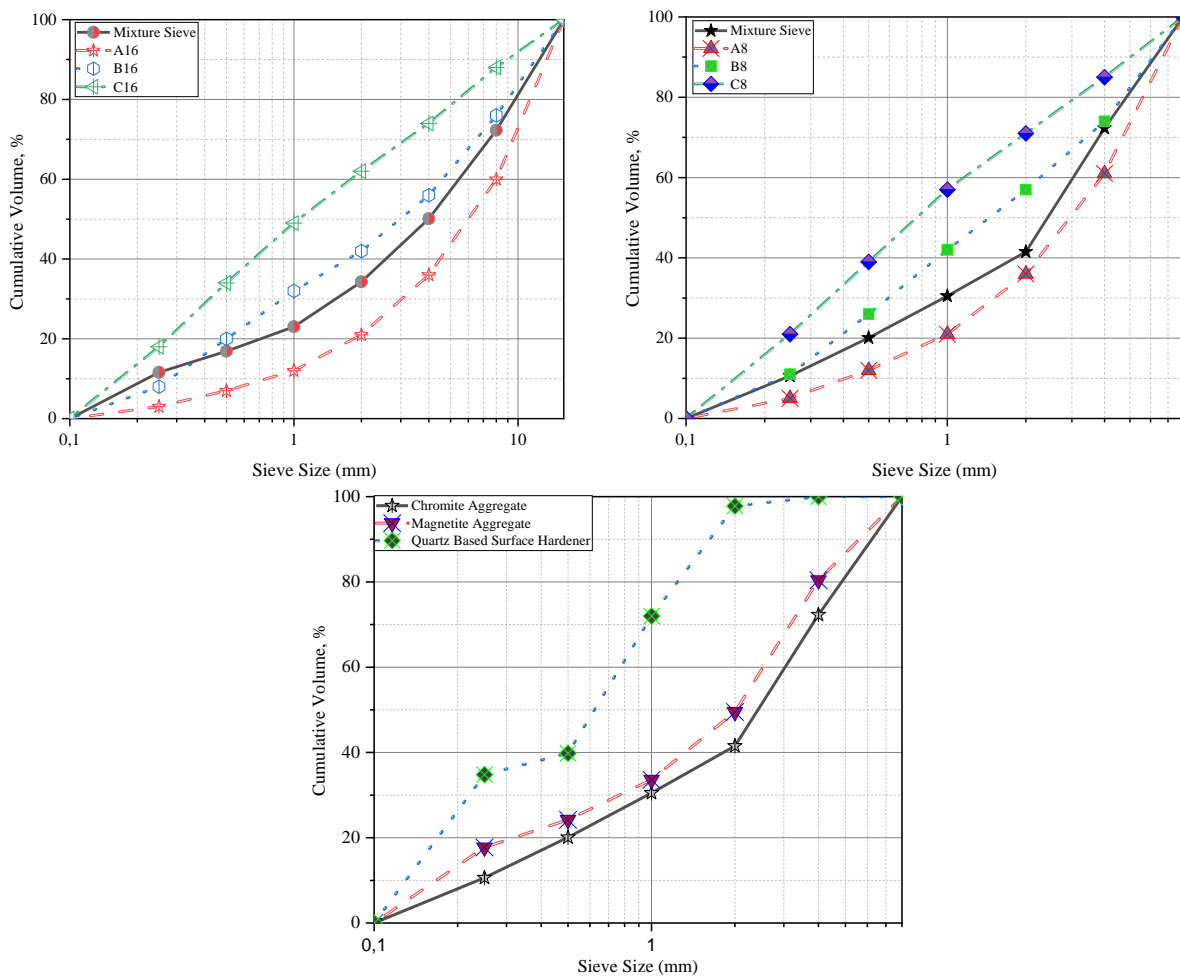 100
80
60
40
20
0
Cumulative Volume, %
Mixture Sieve
A16
B16
C16
0,1
1
10
Sieve Size (mm)
100
80
60
40
20
0
Cumulative Volume, %
Mixture Sieve
A8
B8
C8
0,1
1
Sieve Size (mm)
100
80
60
40
20
0
Cumulative Volume, %
Chromite Aggregate
Magnetite Aggregate
Quartz Based Surface Hardener
0,1
1
Sieve Size (mm)